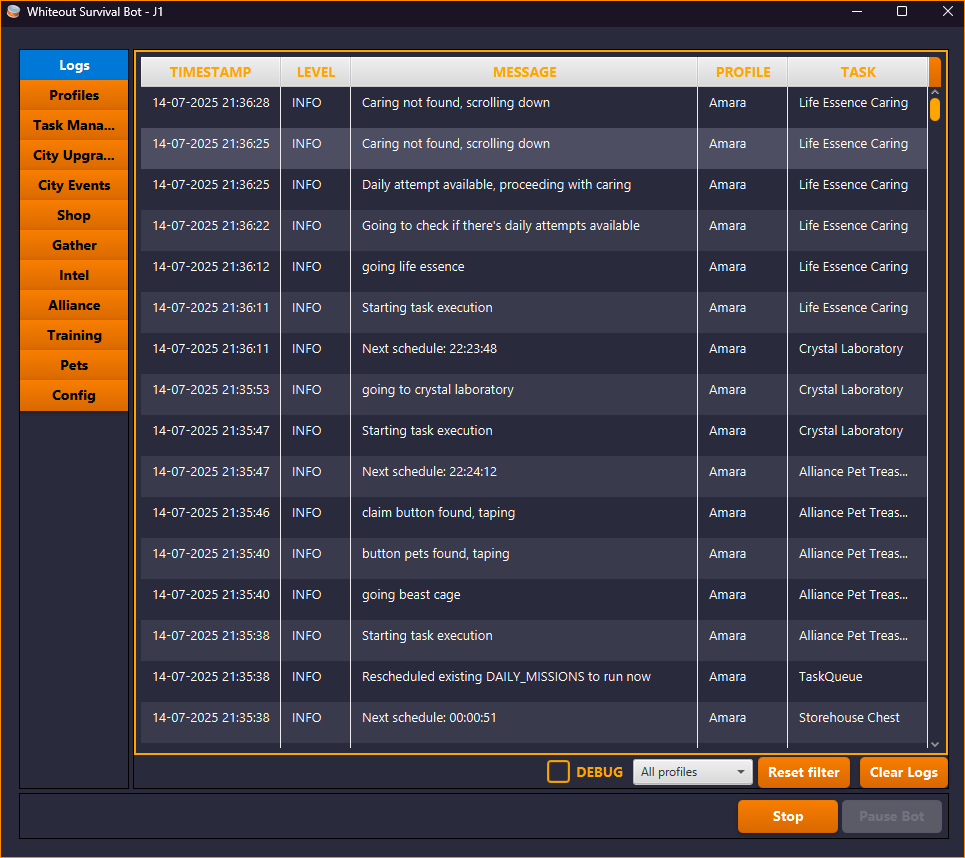 Whiteout Survival Bot - J1
Logs
Profiles
Task Mana...
City Upgra...
City Events
Shop
Gather
Intel
Alliance
Training
Pets
Config
TIMESTAMP LEVEL MESSAGE PROFILE TASK
14-07-2025 21:36:28 INFO Caring not found, scrolling down Amara Life Essence Caring
14-07-2025 21:36:25 INFO Caring not found, scrolling down Amara Life Essence Caring
14-07-2025 21:36:25 INFO Daily attempt available, proceeding with caring Amara Life Essence Caring
14-07-2025 21:36:22 INFO Going to check if there's daily attempts available Amara Life Essence Caring
14-07-2025 21:36:12 INFO going life essence Amara Life Essence Caring
14-07-2025 21:36:11 INFO Starting task execution Amara Life Essence Caring
14-07-2025 21:36:11 INFO Next schedule: 22:23:48 Amara Crystal Laboratory
14-07-2025 21:35:53 INFO going to crystal laboratory Amara Crystal Laboratory
14-07-2025 21:35:47 INFO Starting task execution Amara Crystal Laboratory
14-07-2025 21:35:47 INFO Next schedule: 22:24:12 Amara Alliance Pet Treas...
14-07-2025 21:35:46 INFO claim button found, taping Amara Alliance Pet Treas...
14-07-2025 21:35:40 INFO button pets found, taping Amara Alliance Pet Treas...
14-07-2025 21:35:40 INFO going beast cage Amara Alliance Pet Treas...
14-07-2025 21:35:38 INFO Starting task execution Amara Alliance Pet Treas...
14-07-2025 21:35:38 INFO Rescheduled existing DAILY_MISSIONS to run now Amara TaskQueue
14-07-2025 21:35:38 INFO Next schedule: 00:00:51 Amara Storehouse Chest
DEBUG All profiles Reset filter Clear Logs
Stop Pause Bot